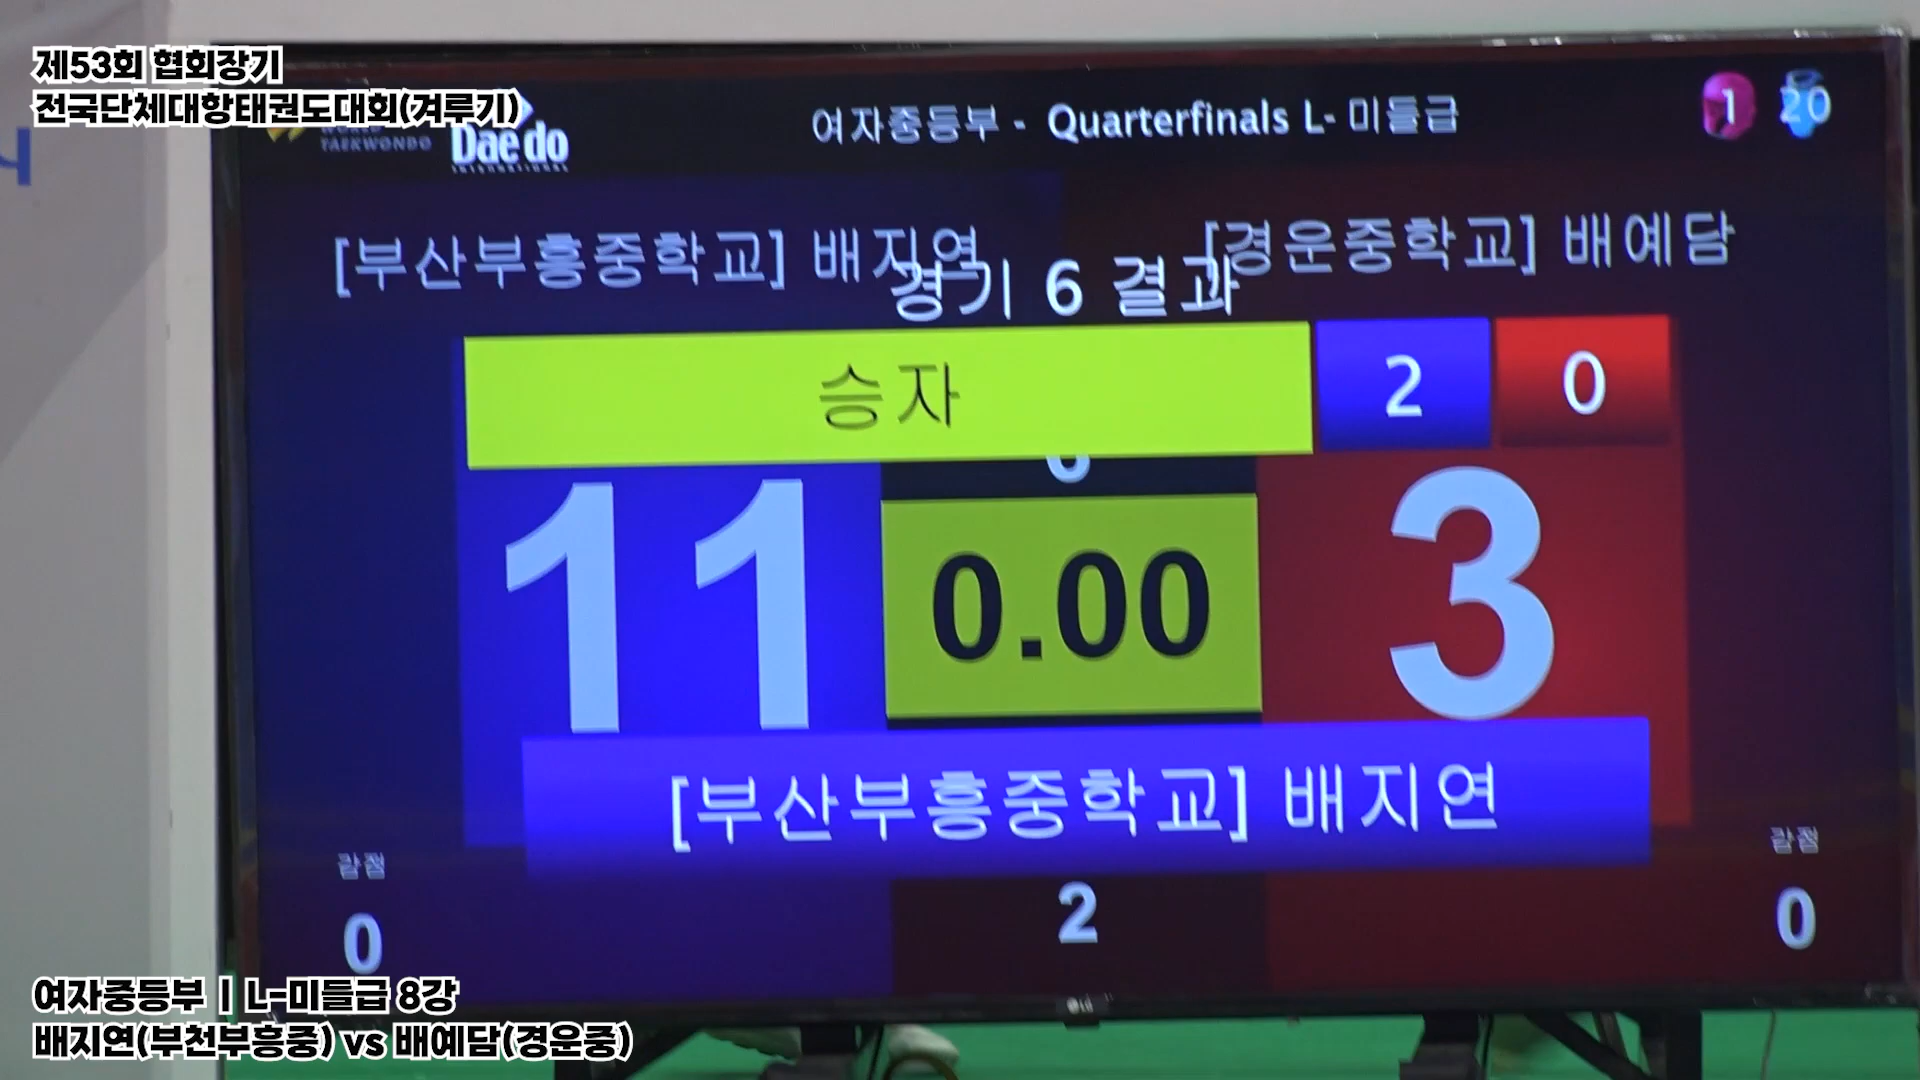 제53회 협회장기
전국단체대항태권도대회(겨루기)
TAEKWONDO
Daedo
INTERNATIONAL
여자중등부 - Quarterfinals L- 미들급
1 20
[부산부흥중학교] 배지연
[경운중학교] 배예담
경기 6 결과
승자 2 0
11 0.00 3
[부산부흥중학교] 배지연
감점 감점
0 2 0
LG
여자중등부 | L-미들급 8강
배지연(부천부흥중) vs 배예담(경운중)